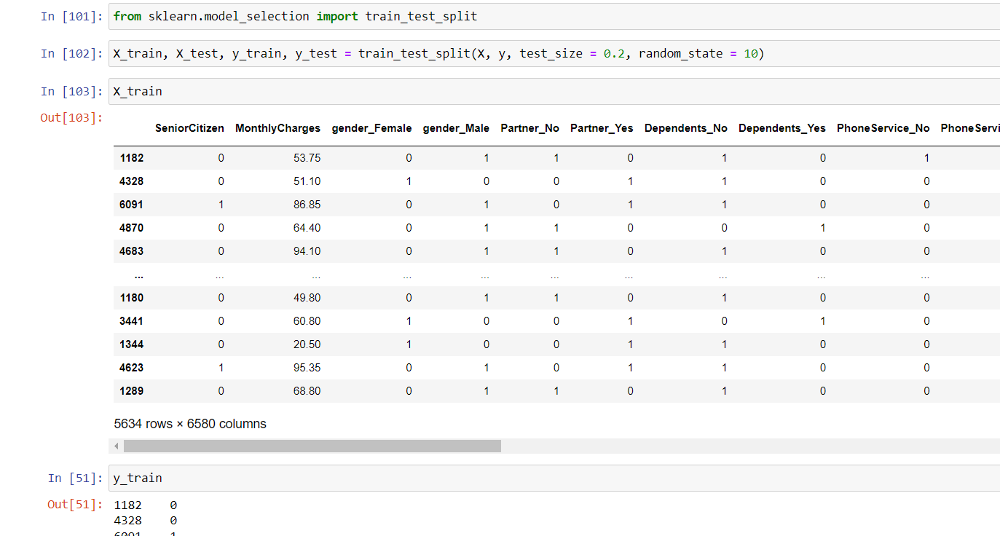 In [101]: from sklearn.model_selection import train_test_split
In [102]: X_train, X_test, y_train, y_test = train_test_split(X, y, test_size = 0.2, random_state = 10)
In [103]: X_train
Out[103]:
SeniorCitizen MonthlyCharges gender_Female gender_Male Partner_No Partner_Yes Dependents_No Dependents_Yes PhoneService_No PhoneServi
1182 0 53.75 0 1 1 0 1 0 1
4328 0 51.10 1 0 0 1 1 0 0
6091 1 86.85 0 1 0 1 1 0 0
4870 0 64.40 0 1 1 0 0 1 0
4683 0 94.10 0 1 1 0 1 0 0
... ... ... ... ... ... ... ... ... ...
1180 0 49.80 0 1 1 0 1 0 0
3441 0 60.80 1 0 0 1 0 1 0
1344 0 20.50 1 0 0 1 1 0 0
4623 1 95.35 0 1 0 1 1 0 0
1289 0 68.80 0 1 1 0 1 0 0
5634 rows × 6580 columns
In [51]: y_train
Out[51]: 1182 0
4328 0
6091 1